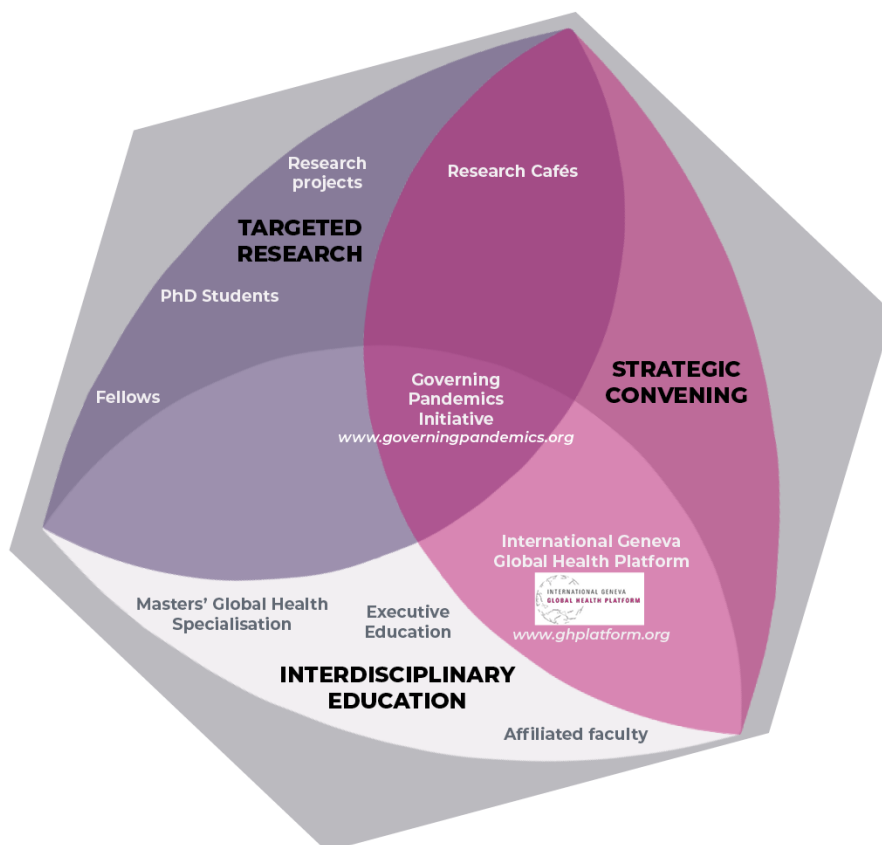 Research
projects
Research Cafés
TARGETED
RESEARCH
PhD Students
STRATEGIC
CONVENING
Fellows
Governing
Pandemics
Initiative
www.governingpandemics.org
International Geneva
Global Health Platform
INTERNATIONAL GENEVA
GLOBAL HEALTH PLATFORM
www.ghplatform.org
Masters' Global Health
Specialisation
Executive
Education
INTERDISCIPLINARY
EDUCATION
Affiliated faculty